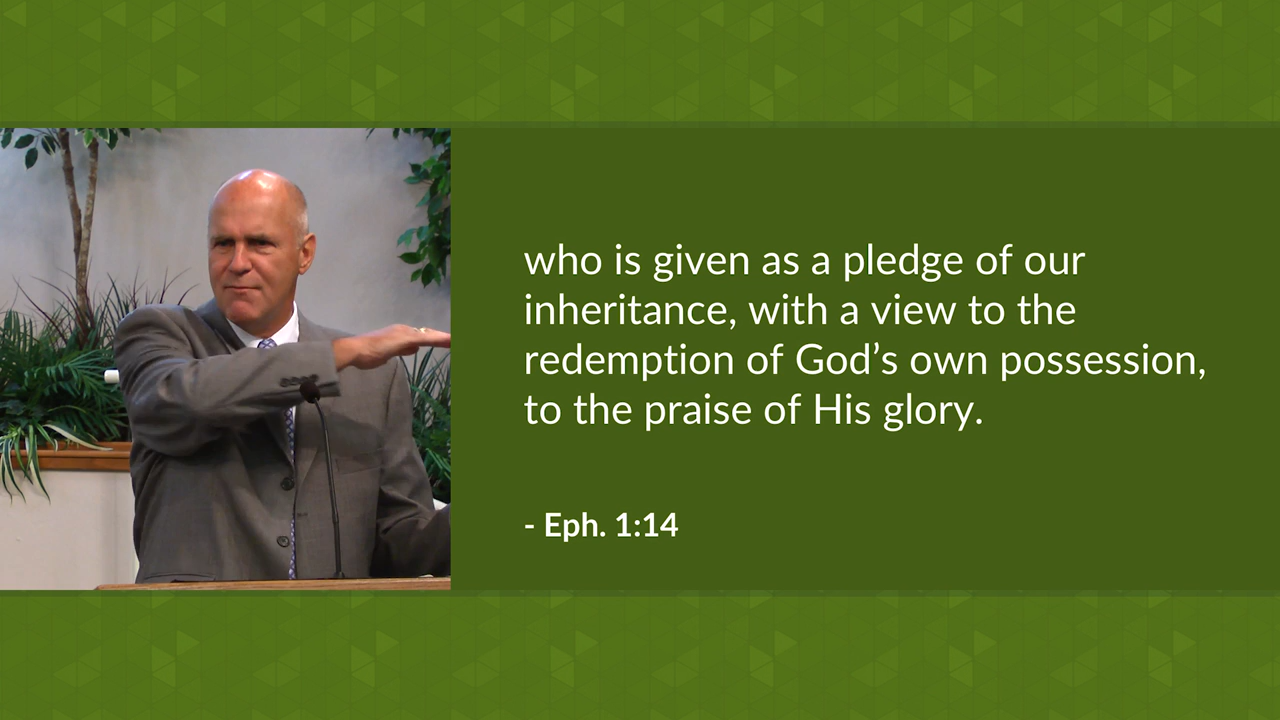 who is given as a pledge of our
inheritance, with a view to the
redemption of God’s own possession,
to the praise of His glory.
- Eph. 1:14